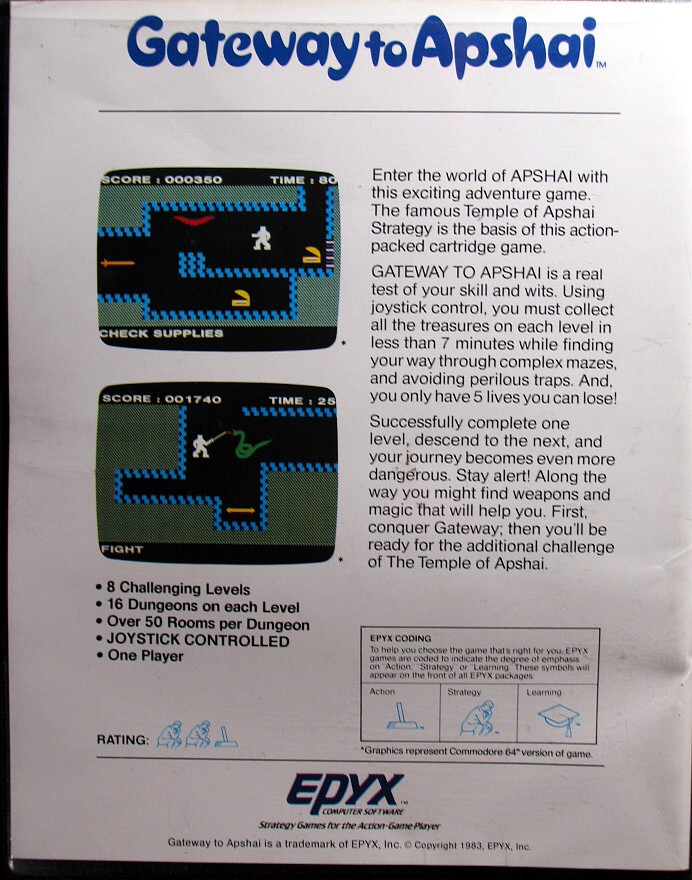 Gateway to Apshai™
SCORE : 000350 TIME : 80
CHECK SUPPLIES
*
SCORE : 001740 TIME : 25
FIGHT
*
Enter the world of APSHAI with
this exciting adventure game.
The famous Temple of Apshai
Strategy is the basis of this action-
packed cartridge game.
GATEWAY TO APSHAI is a real
test of your skill and wits. Using
joystick control, you must collect
all the treasures on each level in
less than 7 minutes while finding
your way through complex mazes,
and avoiding perilous traps. And,
you only have 5 lives you can lose!
Successfully complete one
level, descend to the next, and
your journey becomes even more
dangerous. Stay alert! Along the
way you might find weapons and
magic that will help you. First,
conquer Gateway; then you'll be
ready for the additional challenge
of The Temple of Apshai.
• 8 Challenging Levels
• 16 Dungeons on each Level
• Over 50 Rooms per Dungeon
• JOYSTICK CONTROLLED
• One Player
RATING:
EPYX CODING
To help you choose the game that's right for you, EPYX
games are coded to indicate the degree of emphasis
on "Action," "Strategy" or "Learning." These symbols will
appear on the front of all EPYX packages.
Action Strategy Learning
*Graphics represent Commodore 64™ version of game.
EPYX™
COMPUTER SOFTWARE
Strategy Games for the Action-Game Player
Gateway to Apshai is a trademark of EPYX, Inc. © Copyright 1983, EPYX, Inc.